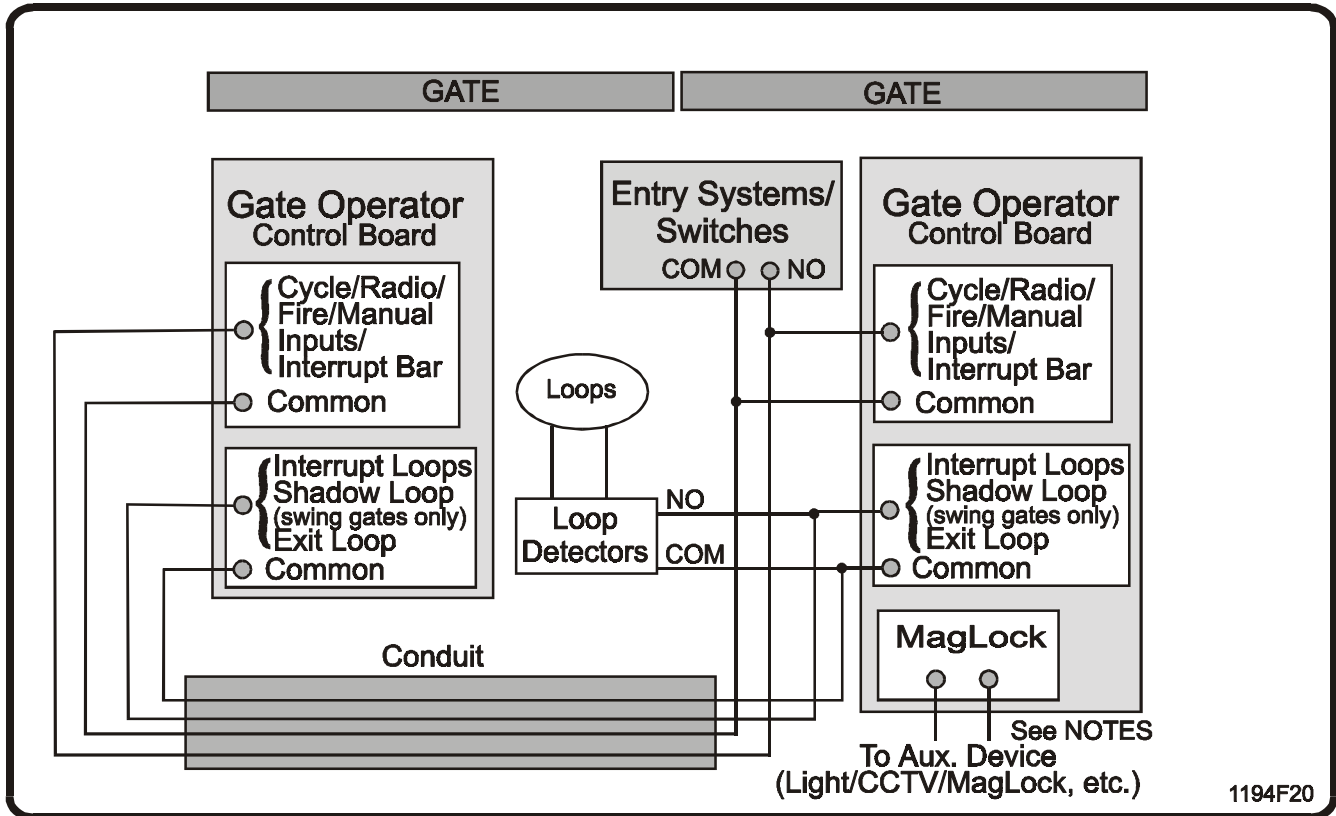 GATE
GATE
Gate Operator
Control Board
Cycle/Radio/
Fire/Manual
Inputs/
Interrupt Bar
Common
Interrupt Loops
Shadow Loop
(swing gates only)
Exit Loop
Common
Entry Systems/
Switches
COM
NO
Loops
Loop
Detectors
NO
COM
Gate Operator
Control Board
Cycle/Radio/
Fire/Manual
Inputs/
Interrupt Bar
Common
Interrupt Loops
Shadow Loop
(swing gates only)
Exit Loop
Common
MagLock
Conduit
See NOTES
To Aux. Device
(Light/CCTV/MagLock, etc.)
1194F20